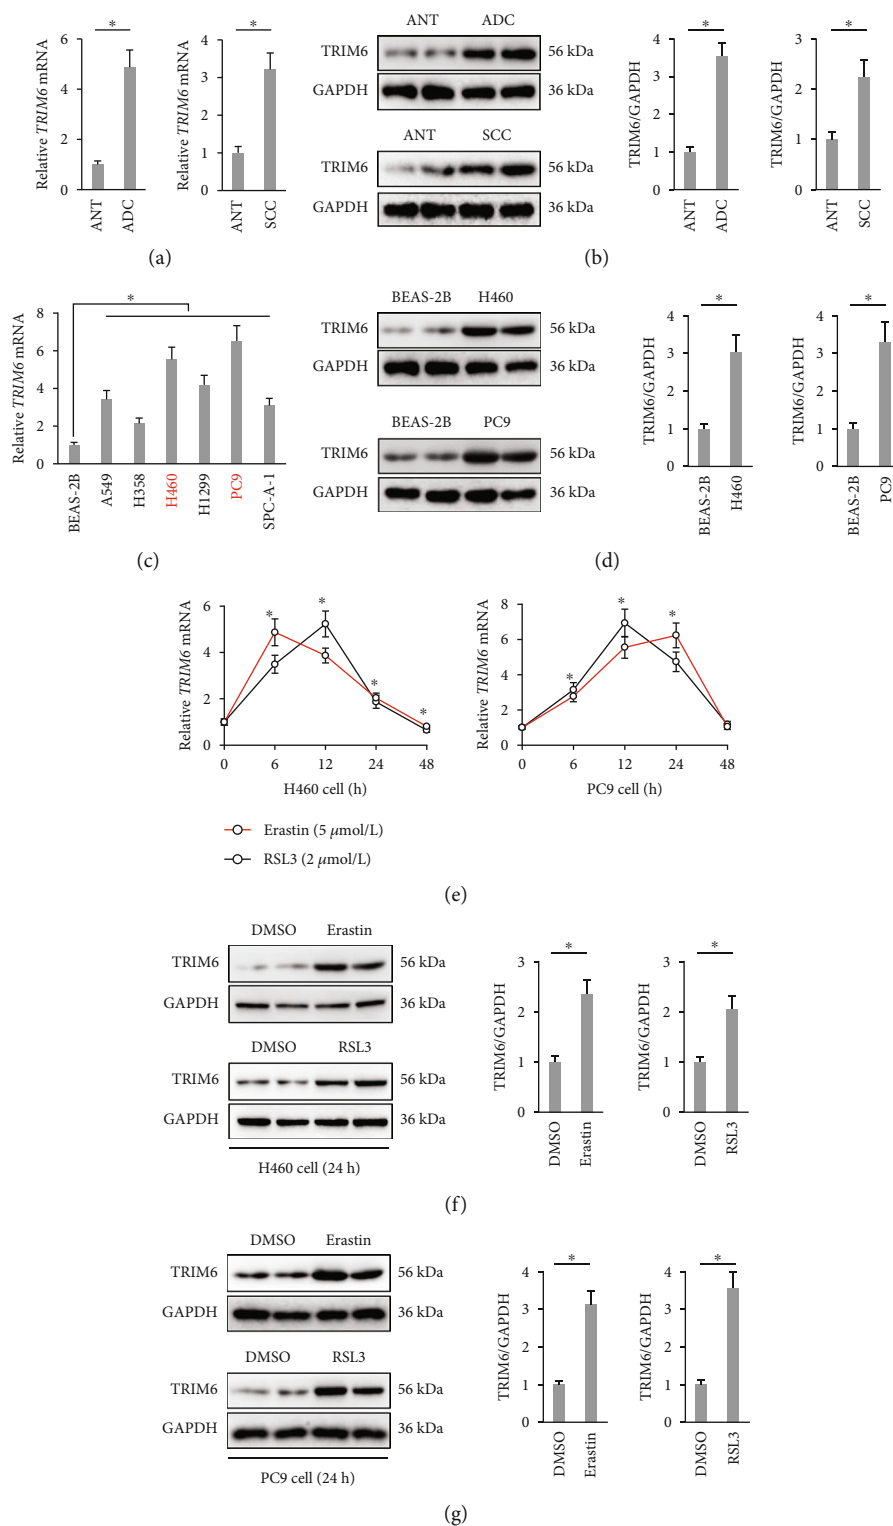 *
*
6
4
2
0
Relative TRIM6 mRNA
ANT
ADC
4
3
2
1
0
Relative TRIM6 mRNA
ANT
SCC
(a)
ANT ADC
TRIM6 56 kDa
GAPDH 36 kDa
ANT SCC
TRIM6 56 kDa
GAPDH 36 kDa
*
4
3
2
1
0
TRIM6/GAPDH
ANT
ADC
*
3
2
1
0
TRIM6/GAPDH
ANT
SCC
(b)
*
8
6
4
2
0
Relative TRIM6 mRNA
BEAS-2B
A549
H358
H460
H1299
PC9
SPC-A-1
(c)
BEAS-2B H460
TRIM6 56 kDa
GAPDH 36 kDa
BEAS-2B PC9
TRIM6 56 kDa
GAPDH 36 kDa
*
4
3
2
1
0
TRIM6/GAPDH
BEAS-2B
H460
*
4
3
2
1
0
TRIM6/GAPDH
BEAS-2B
PC9
(d)
6
4
2
0
Relative TRIM6 mRNA
* * * *
0 6 12 24 48
H460 cell (h)
10
8
6
4
2
0
Relative TRIM6 mRNA
* * *
0 6 12 24 48
PC9 cell (h)
Erastin (5 μmol/L)
RSL3 (2 μmol/L)
(e)
DMSO Erastin
TRIM6 56 kDa
GAPDH 36 kDa
DMSO RSL3
TRIM6 56 kDa
GAPDH 36 kDa
H460 cell (24 h)
*
3
2
1
0
TRIM6/GAPDH
DMSO
Erastin
*
3
2
1
0
TRIM6/GAPDH
DMSO
RSL3
(f)
DMSO Erastin
TRIM6 56 kDa
GAPDH 36 kDa
DMSO RSL3
TRIM6 56 kDa
GAPDH 36 kDa
PC9 cell (24 h)
*
4
3
2
1
0
TRIM6/GAPDH
DMSO
Erastin
*
4
3
2
1
0
TRIM6/GAPDH
DMSO
RSL3
(g)